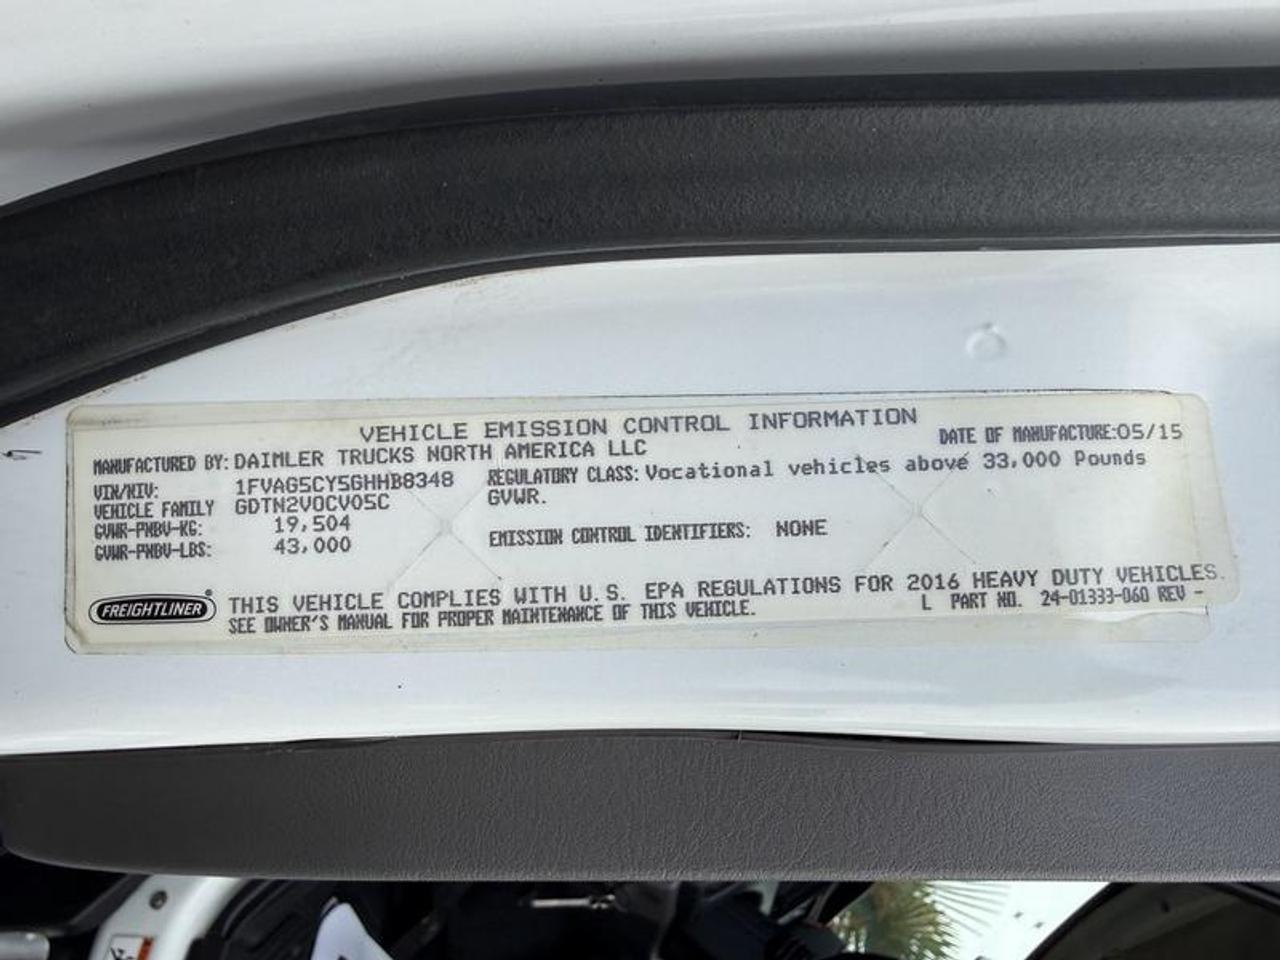 VEHICLE EMISSION CONTROL INFORMATION
MANUFACTURED BY: DAIMLER TRUCKS NORTH AMERICA LLC
DATE OF MANUFACTURE: 05/15
VIN/NIV: 1FVAG5CY5GHHB8348
VEHICLE FAMILY GDTN2VOCV05C
GVWR-PNBV-KG: 19,504
GVWR-PNBV-LBS: 43,000
REGULATORY CLASS: Vocational vehicles above 33,000 Pounds
GVWR.
EMISSION CONTROL IDENTIFIERS: NONE
FREIGHTLINER®
THIS VEHICLE COMPLIES WITH U.S. EPA REGULATIONS FOR 2016 HEAVY DUTY VEHICLES.
SEE OWNER'S MANUAL FOR PROPER MAINTENANCE OF THIS VEHICLE.
L PART NO. 24-01333-060 REV -